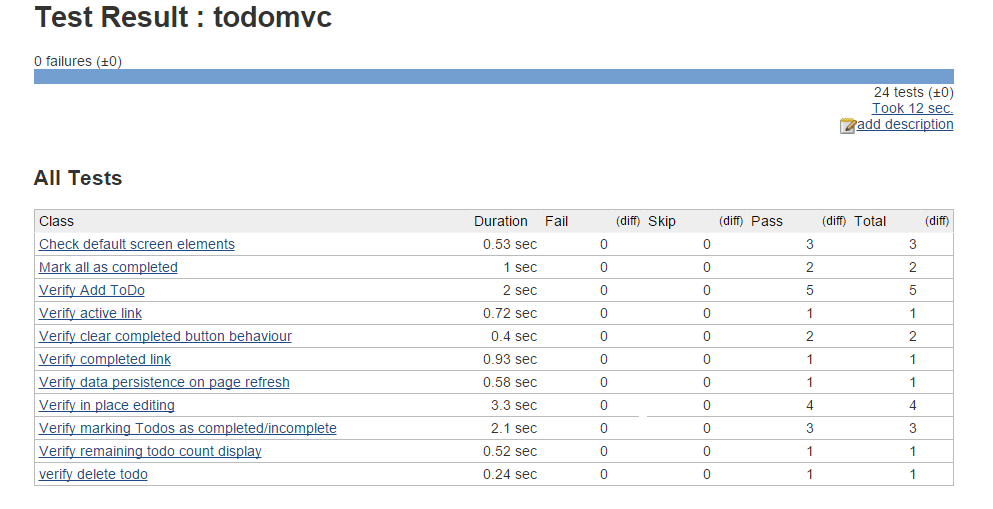 Test Result : todomvc
0 failures (±0)
24 tests (±0)
Took 12 sec.
add description
All Tests
Class Duration Fail (diff) Skip (diff) Pass (diff) Total (diff)
Check default screen elements 0.53 sec 0 0 3 3
Mark all as completed 1 sec 0 0 2 2
Verify Add ToDo 2 sec 0 0 5 5
Verify active link 0.72 sec 0 0 1 1
Verify clear completed button behaviour 0.4 sec 0 0 2 2
Verify completed link 0.93 sec 0 0 1 1
Verify data persistence on page refresh 0.58 sec 0 0 1 1
Verify in place editing 3.3 sec 0 0 4 4
Verify marking Todos as completed/incomplete 2.1 sec 0 0 3 3
Verify remaining todo count display 0.52 sec 0 0 1 1
verify delete todo 0.24 sec 0 0 1 1